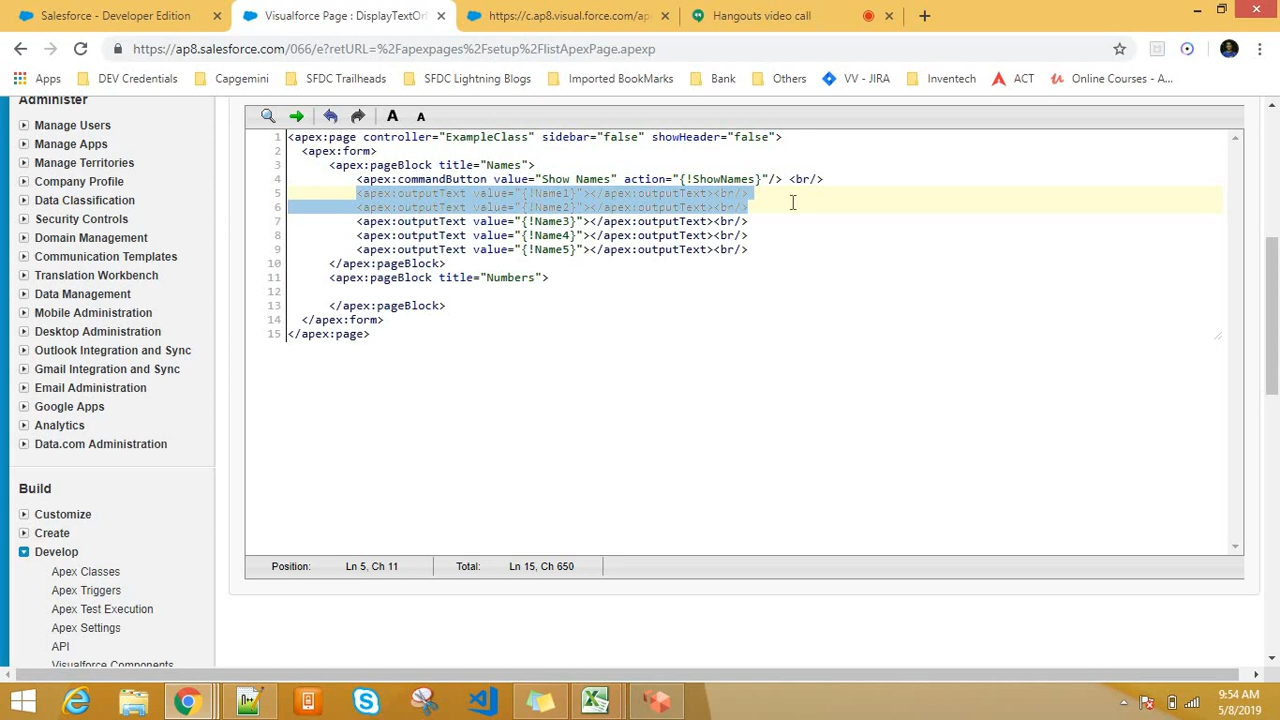 Salesforce - Developer Edition
Visualforce Page : DisplayTextOn
https://c.ap8.visual.force.com/ap
Hangouts video call
https://ap8.salesforce.com/066/e?retURL=%2Fapexpages%2Fsetup%2FlistApexPage.apexp
Apps
DEV Credentials
Capgemini
SFDC Trailheads
SFDC Lightning Blogs
Imported BookMarks
Bank
Others
VV - JIRA
Inventech
ACT
Online Courses - A...
Administer
Manage Users
Manage Apps
Manage Territories
Company Profile
Data Classification
Security Controls
Domain Management
Communication Templates
Translation Workbench
Data Management
Mobile Administration
Desktop Administration
Outlook Integration and Sync
Gmail Integration and Sync
Email Administration
Google Apps
Analytics
Data.com Administration
Build
Customize
Create
Develop
Apex Classes
Apex Triggers
Apex Test Execution
Apex Settings
API
Visualforce Components
A A
1 <apex:page controller="ExampleClass" sidebar="false" showHeader="false">
2 <apex:form>
3 <apex:pageBlock title="Names">
4 <apex:commandButton value="Show Names" action="{!ShowNames}"/> <br/>
5 <apex:outputText value="{!Name1}"></apex:outputText><br/>
6 <apex:outputText value="{!Name2}"></apex:outputText><br/>
7 <apex:outputText value="{!Name3}"></apex:outputText><br/>
8 <apex:outputText value="{!Name4}"></apex:outputText><br/>
9 <apex:outputText value="{!Name5}"></apex:outputText><br/>
10 </apex:pageBlock>
11 <apex:pageBlock title="Numbers">
12
13 </apex:pageBlock>
14 </apex:form>
15 </apex:page>
Position: Ln 5, Ch 11 Total: Ln 15, Ch 650
9:54 AM
5/8/2019